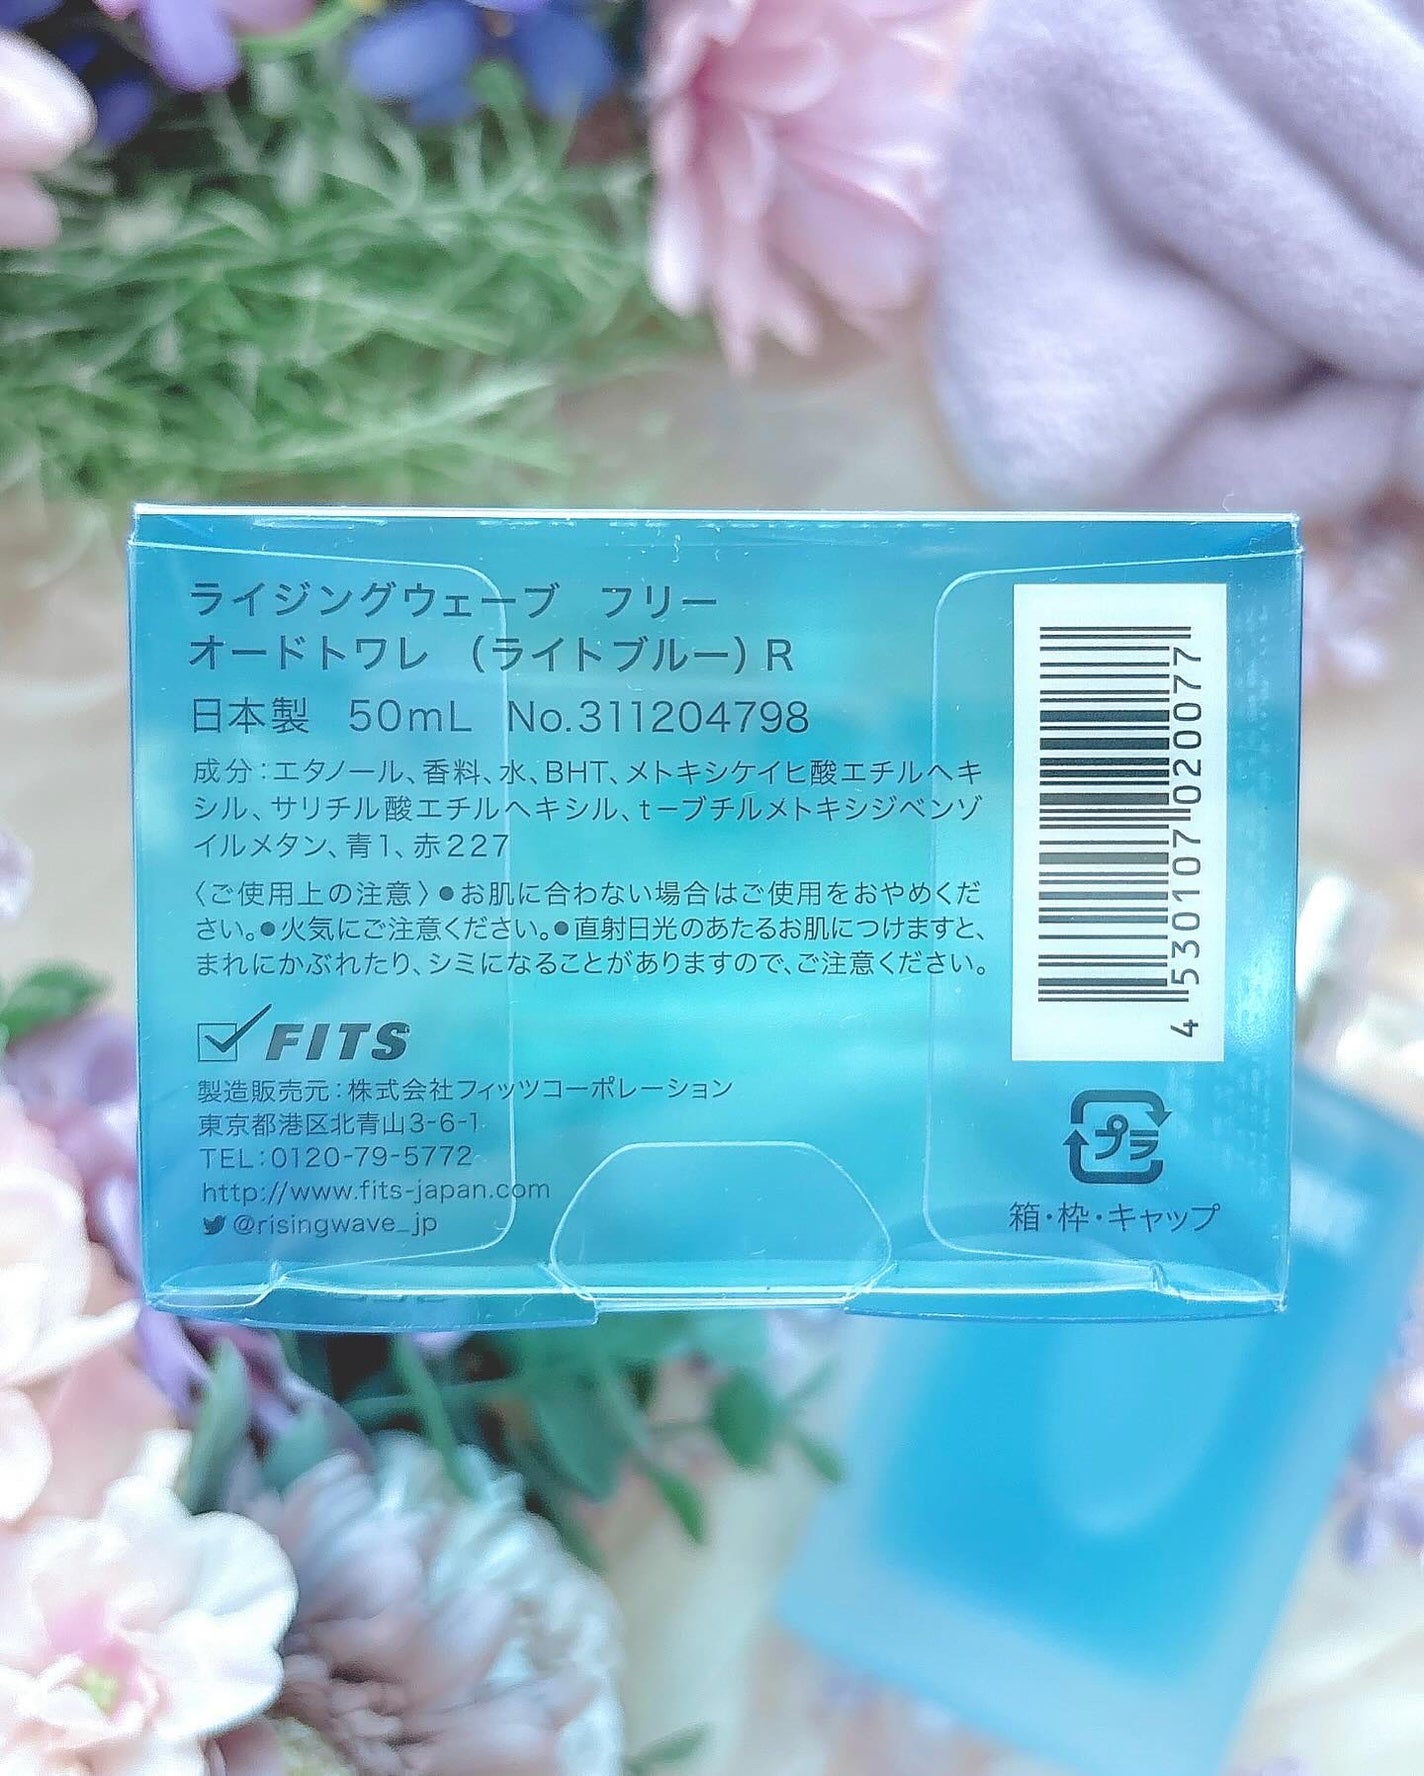 ライジングウェーブ　フリー
オードトワレ （ライトブルー）R
日本製　50mL　No.311204798
成分：エタノール、香料、水、BHT、メトキシケイヒ酸エチルヘキ
シル、サリチル酸エチルヘキシル、t－ブチルメトキシジベンゾ
イルメタン、青1、赤227
〈ご使用上の注意〉●お肌に合わない場合はご使用をおやめくだ
さい。●火気にご注意ください。●直射日光のあたるお肌につけますと、
まれにかぶれたり、シミになることがありますので、ご注意ください。
FITS
製造販売元：株式会社フィッツコーポレーション
東京都港区北青山3-6-1
TEL：0120-79-5772
http://www.fits-japan.com
@risingwave_jp
4 530107 020077
プラ
箱・枠・キャップ